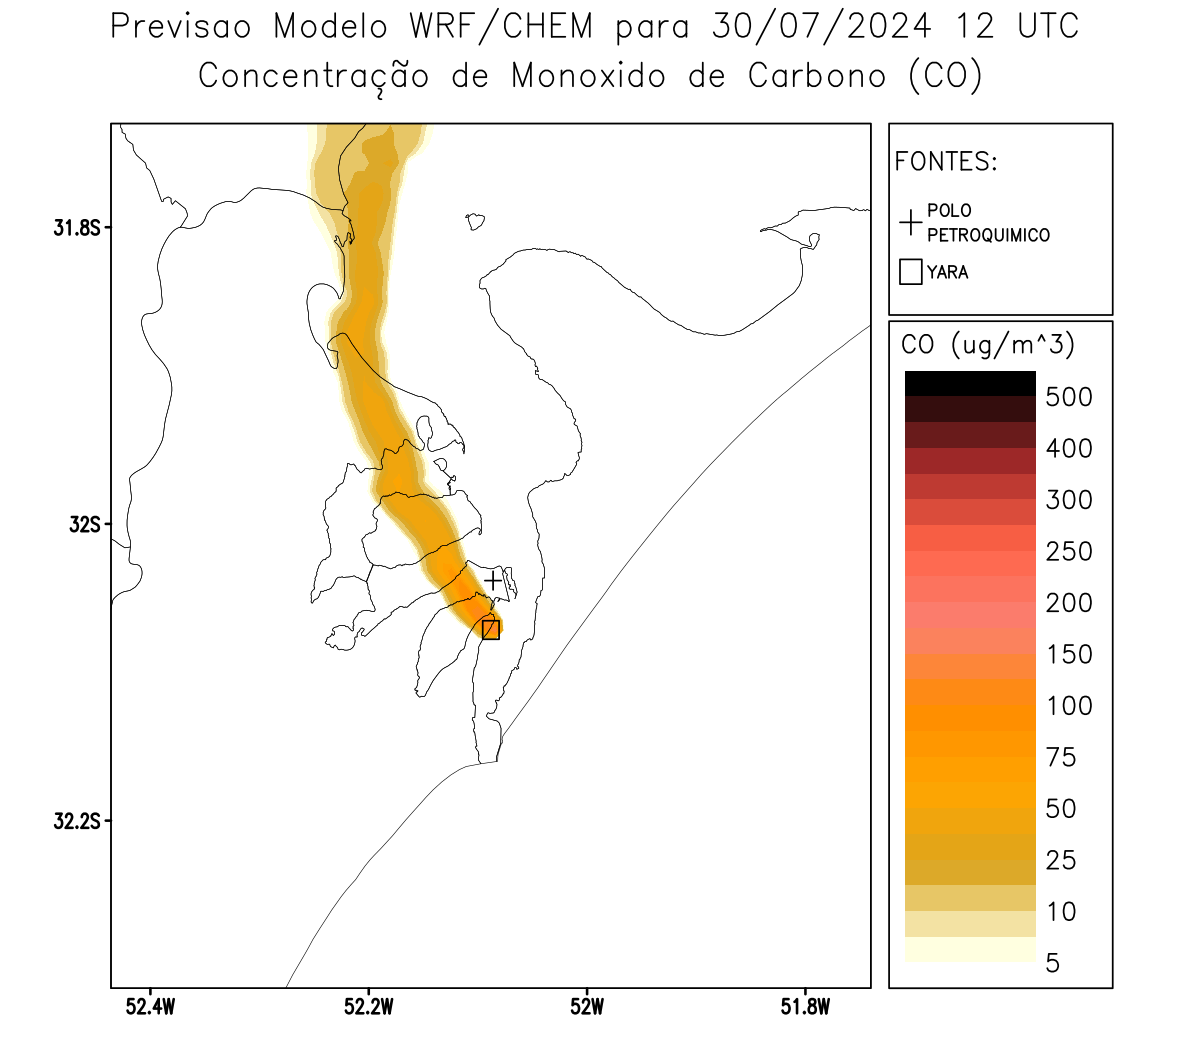 Previsao Modelo WRF/CHEM para 30/07/2024 12 UTC
Concentração de Monoxido de Carbono (CO)
FONTES:
POLO
PETROQUIMICO
YARA
31.8S
32S
32.2S
52.4W
52.2W
52W
51.8W
CO (ug/m^3)
500
400
300
250
200
150
100
75
50
25
10
5